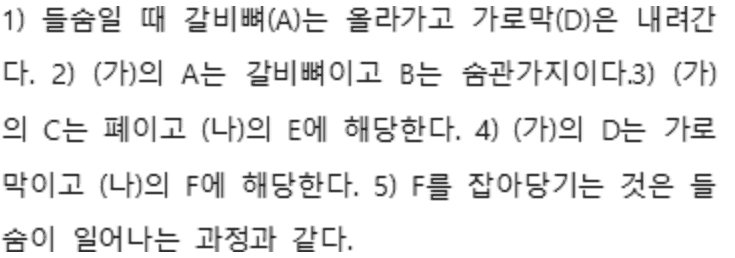 1) 들숨일 때 갈비뼈(A)는 올라가고 가로막(D)은 내려간
다. 2) (가)의 A는 갈비뼈이고 B는 숨관가지이다.3) (가)
의 C는 폐이고 (나)의 E에 해당한다. 4) (가)의 D는 가로
막이고 (나)의 F에 해당한다. 5) F를 잡아당기는 것은 들
숨이 일어나는 과정과 같다.